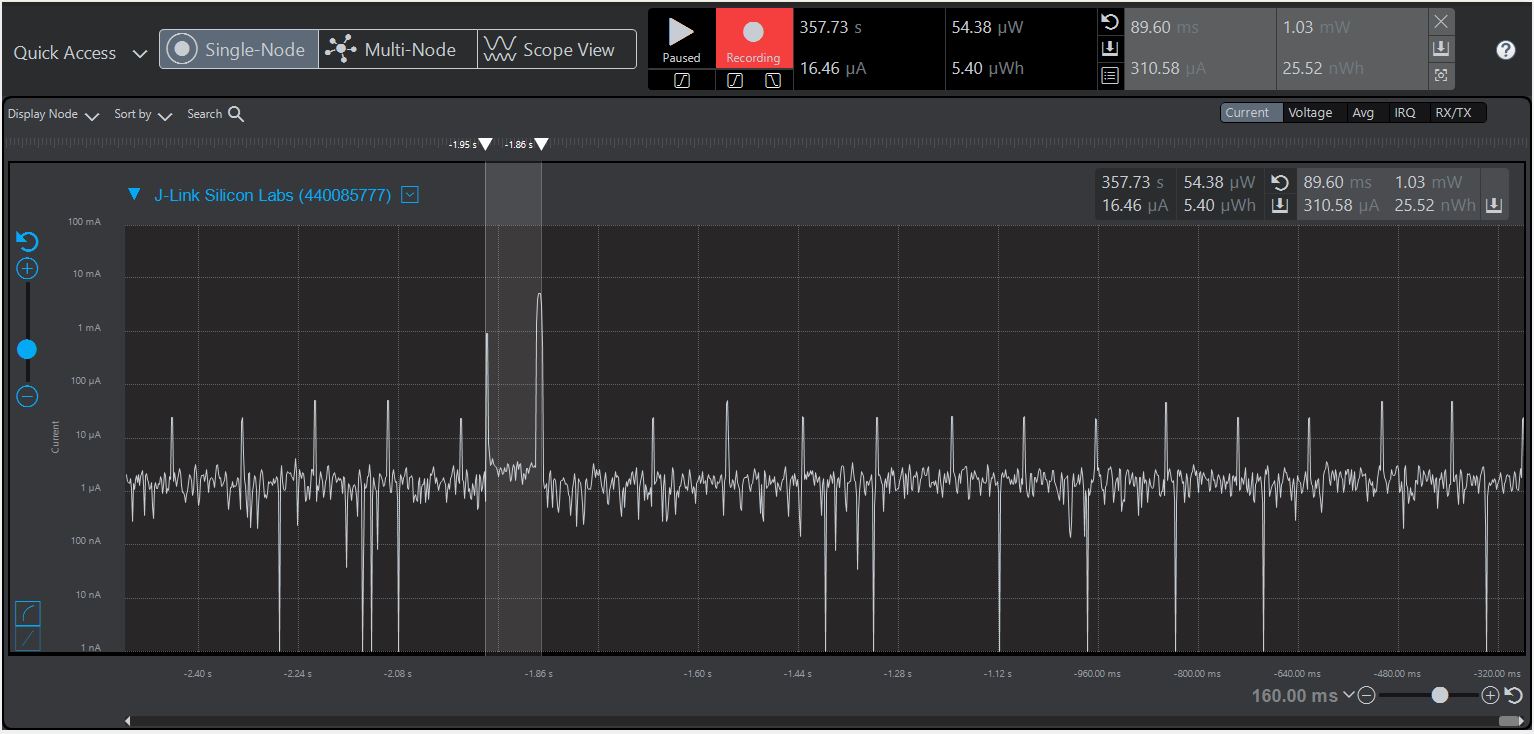 Quick Access
Single-Node
Multi-Node
Scope View
Paused
Recording
357.73 s
16.46 µA
54.38 µW
5.40 µWh
89.60 ms
310.58 µA
1.03 mW
25.52 nWh
?
Display Node
Sort by
Search
Current
Voltage
Avg
IRQ
RX/TX
-1.95 s
-1.86 s
J-Link Silicon Labs (440085777)
357.73 s
16.46 µA
54.38 µW
5.40 µWh
89.60 ms
310.58 µA
1.03 mW
25.52 nWh
100 mA
10 mA
1 mA
100 µA
10 µA
1 µA
100 nA
10 nA
1 nA
Current
-2.40 s
-2.24 s
-2.08 s
-1.86 s
-1.60 s
-1.44 s
-1.28 s
-1.12 s
-960.00 ms
-800.00 ms
-640.00 ms
-480.00 ms
-320.00 ms
160.00 ms